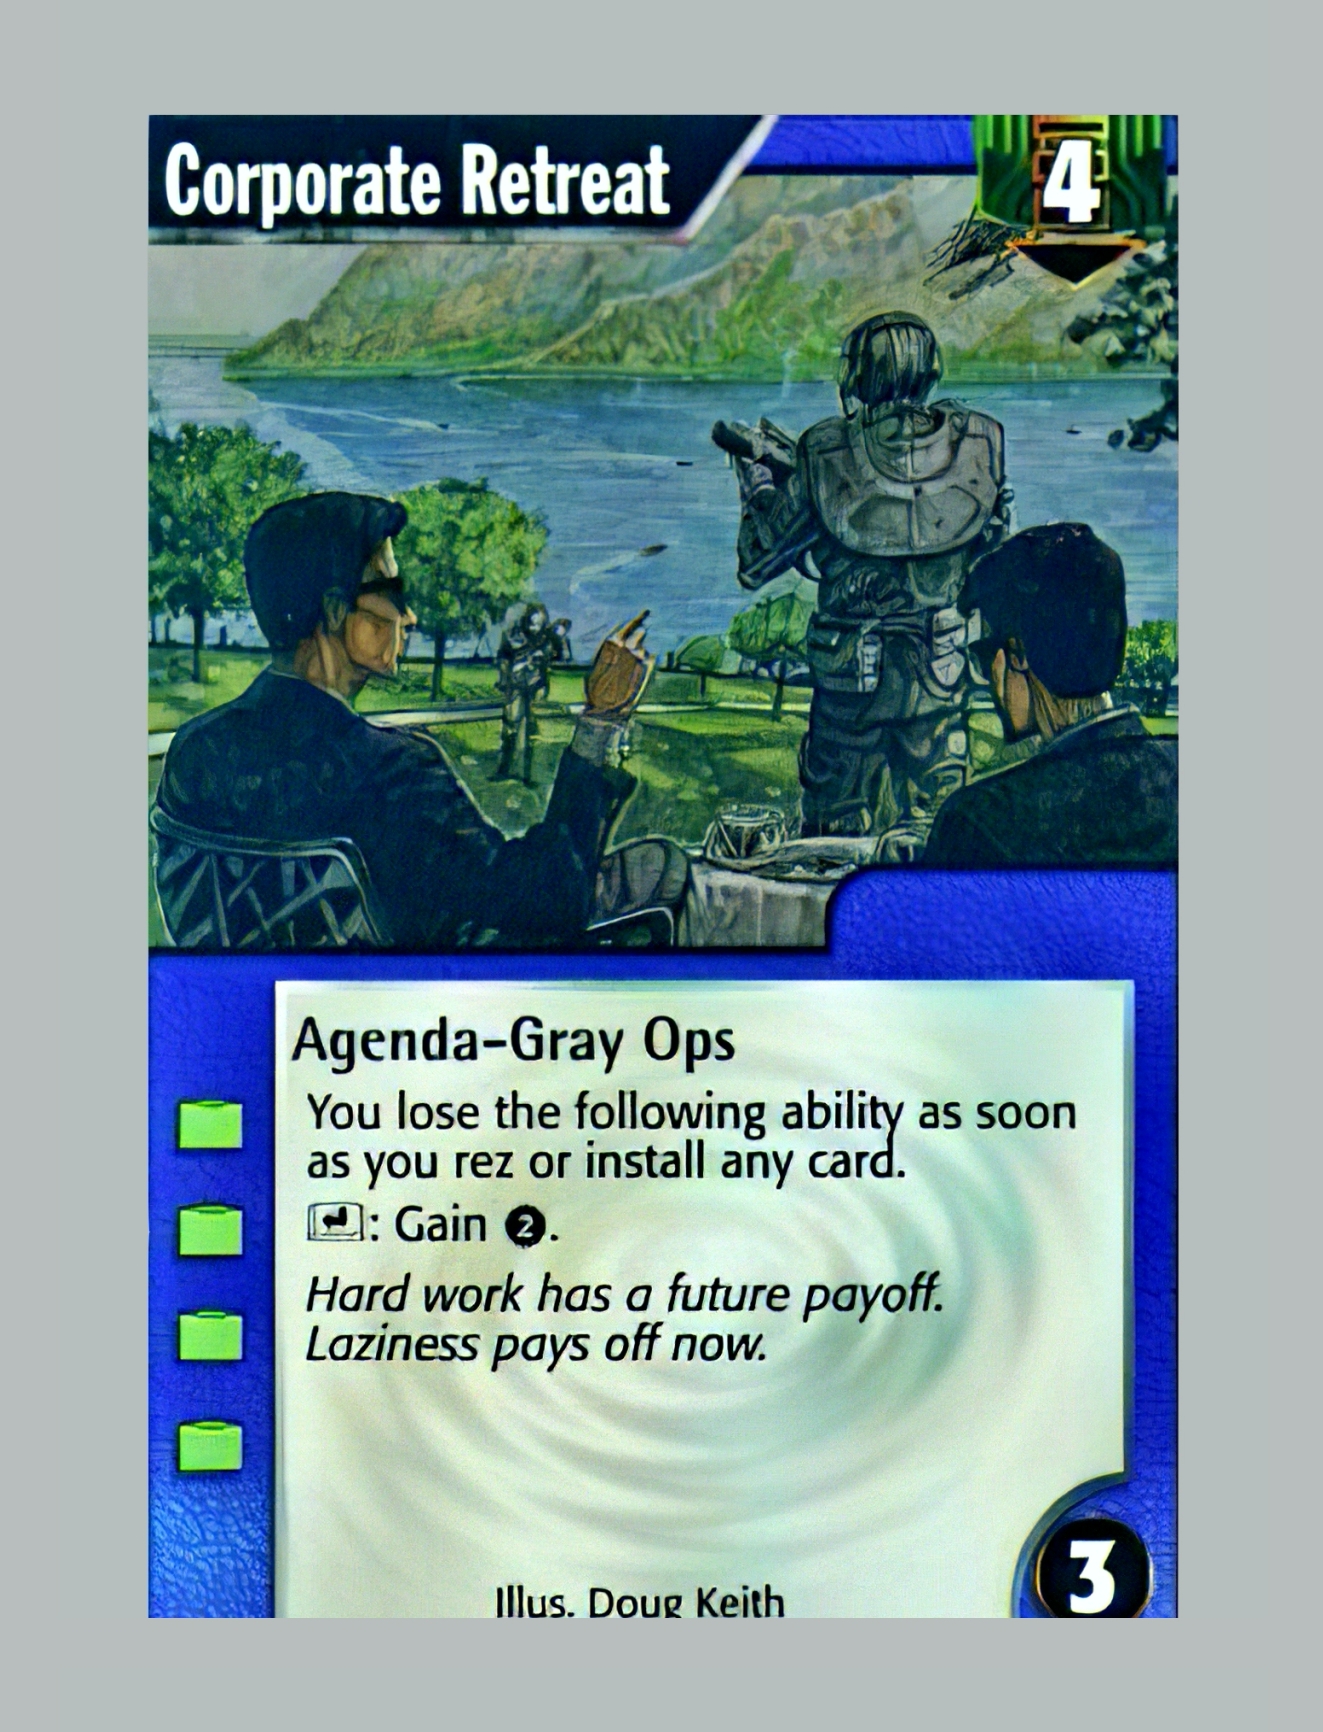 Corporate Retreat
4
Agenda-Gray Ops
You lose the following ability as soon
as you rez or install any card.
: Gain 2.
Hard work has a future payoff.
Laziness pays off now.
3
Illus. Doug Keith